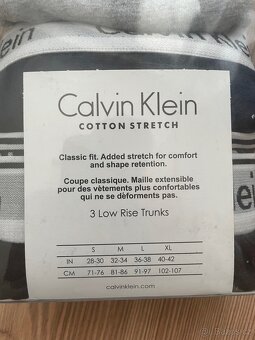 Calvin Klein
COTTON STRETCH
Classic fit. Added stretch for comfort
and shape retention.
Coupe classique. Maille extensible
pour des vêtements plus confortables
qui ne se déforments pas.
3 Low Rise Trunks
S M L XL
IN 28-30 32-34 36-38 40-42
CM 71-76 81-86 91-97 102-107
calvinklein.com